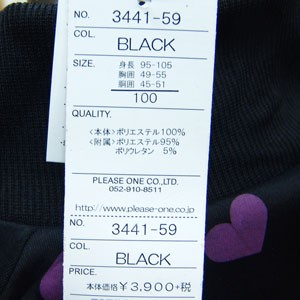 NO. 3441-59
COL.
BLACK
SIZE.
身長 95-105
胸囲 49-55
胴囲 45-51
100
QUALITY.
<本体>ポリエステル100%
<附属>ポリエステル95%
ポリウレタン 5%
PLEASE ONE CO.,LTD.
052-910-8511
http://www.please-one.co.jp
NO. 3441-59
COL.
BLACK
PRICE.
本体価格 ¥3,900+税